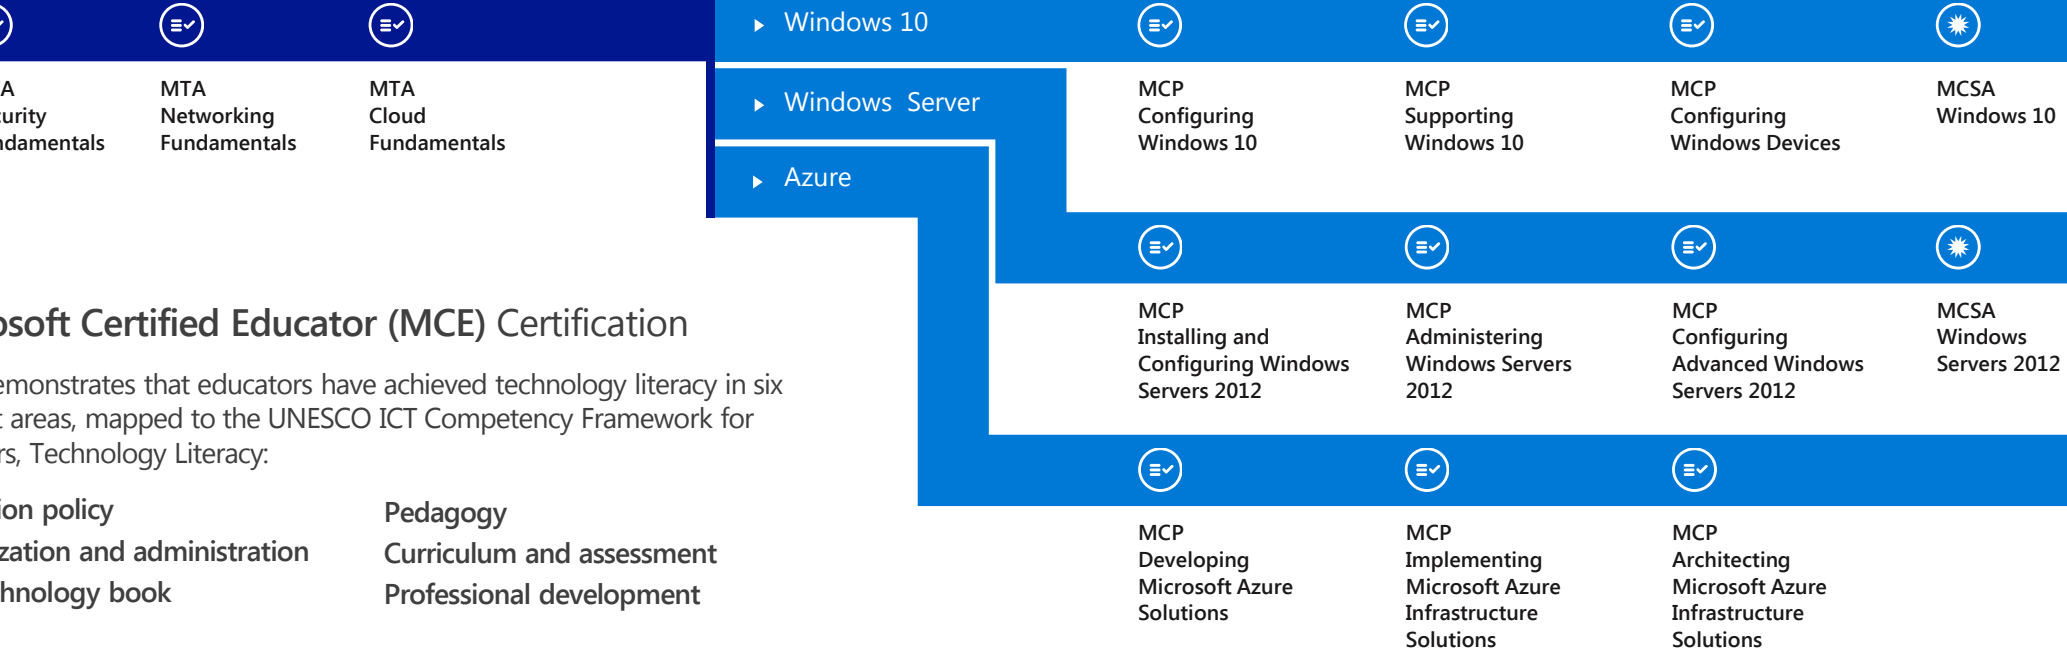 Windows 10
Windows Server
Azure
A
urity
ndamentals
MTA
Networking
Fundamentals
MTA
Cloud
Fundamentals
MCP
Configuring
Windows 10
MCP
Supporting
Windows 10
MCP
Configuring
Windows Devices
MCSA
Windows 10
MCP
Installing and
Configuring Windows
Servers 2012
MCP
Administering
Windows Servers
2012
MCP
Configuring
Advanced Windows
Servers 2012
MCSA
Windows
Servers 2012
MCP
Developing
Microsoft Azure
Solutions
MCP
Implementing
Microsoft Azure
Infrastructure
Solutions
MCP
Architecting
Microsoft Azure
Infrastructure
Solutions
osoft Certified Educator (MCE) Certification
emonstrates that educators have achieved technology literacy in six
t areas, mapped to the UNESCO ICT Competency Framework for
rs, Technology Literacy:
ion policy
zation and administration
hnology book
Pedagogy
Curriculum and assessment
Professional development